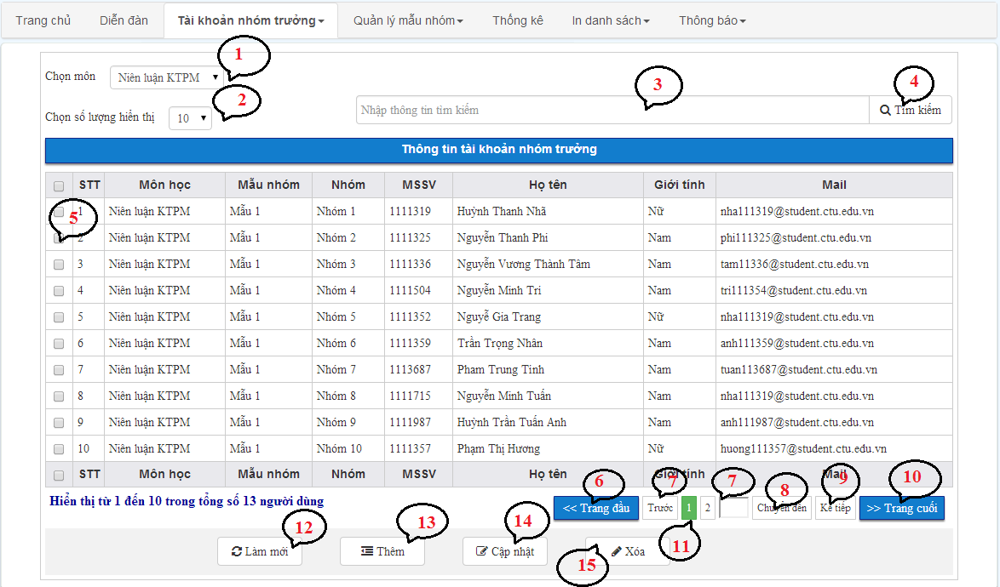 Trang chủ Diễn đàn Tài khoản nhóm trưởng Quản lý mẫu nhóm Thống kê In danh sách Thông báo
1
Chọn môn Niên luận KTPM
2 3 4
Chọn số lượng hiển thị 10 Nhập thông tin tìm kiếm Tìm kiếm
Thông tin tài khoản nhóm trưởng
STT Môn học Mẫu nhóm Nhóm MSSV Họ tên Giới tính Mail
1 Niên luận KTPM Mẫu 1 Nhóm 1 1111319 Huỳnh Thanh Nhã Nữ nha111319@student.ctu.edu.vn
5
2 Niên luận KTPM Mẫu 1 Nhóm 2 1111325 Nguyễn Thanh Phi Nam phi111325@student.ctu.edu.vn
3 Niên luận KTPM Mẫu 1 Nhóm 3 1111336 Nguyễn Vương Thành Tâm Nam tam11336@student.ctu.edu.vn
4 Niên luận KTPM Mẫu 1 Nhóm 4 1111504 Nguyễn Minh Trí Nam tri111354@student.ctu.edu.vn
5 Niên luận KTPM Mẫu 1 Nhóm 5 1111352 Nguyễ Gia Trang Nữ nha111319@student.ctu.edu.vn
6 Niên luận KTPM Mẫu 1 Nhóm 6 1111359 Trần Trọng Nhân Nam anh111359@student.ctu.edu.vn
7 Niên luận KTPM Mẫu 1 Nhóm 7 1113687 Phạm Trung Tính Nam tuan113687@student.ctu.edu.vn
8 Niên luận KTPM Mẫu 1 Nhóm 8 1111715 Nguyễn Minh Tuấn Nam nha111319@student.ctu.edu.vn
9 Niên luận KTPM Mẫu 1 Nhóm 9 1111987 Huỳnh Trần Tuấn Anh Nam anh111987@student.ctu.edu.vn
10 Niên luận KTPM Mẫu 1 Nhóm 10 1111357 Phạm Thị Hương Nữ huong111357@student.ctu.edu.vn
STT Môn học Mẫu nhóm Nhóm MSSV Họ tên Giới tính Mail
6 7 7 8 9 10
Hiển thị từ 1 đến 10 trong tổng số 13 người dùng << Trang đầu Trước 1 2 Chuyển đến Kế tiếp >> Trang cuối
12 13 14 11
Làm mới Thêm Cập nhật Xóa
15